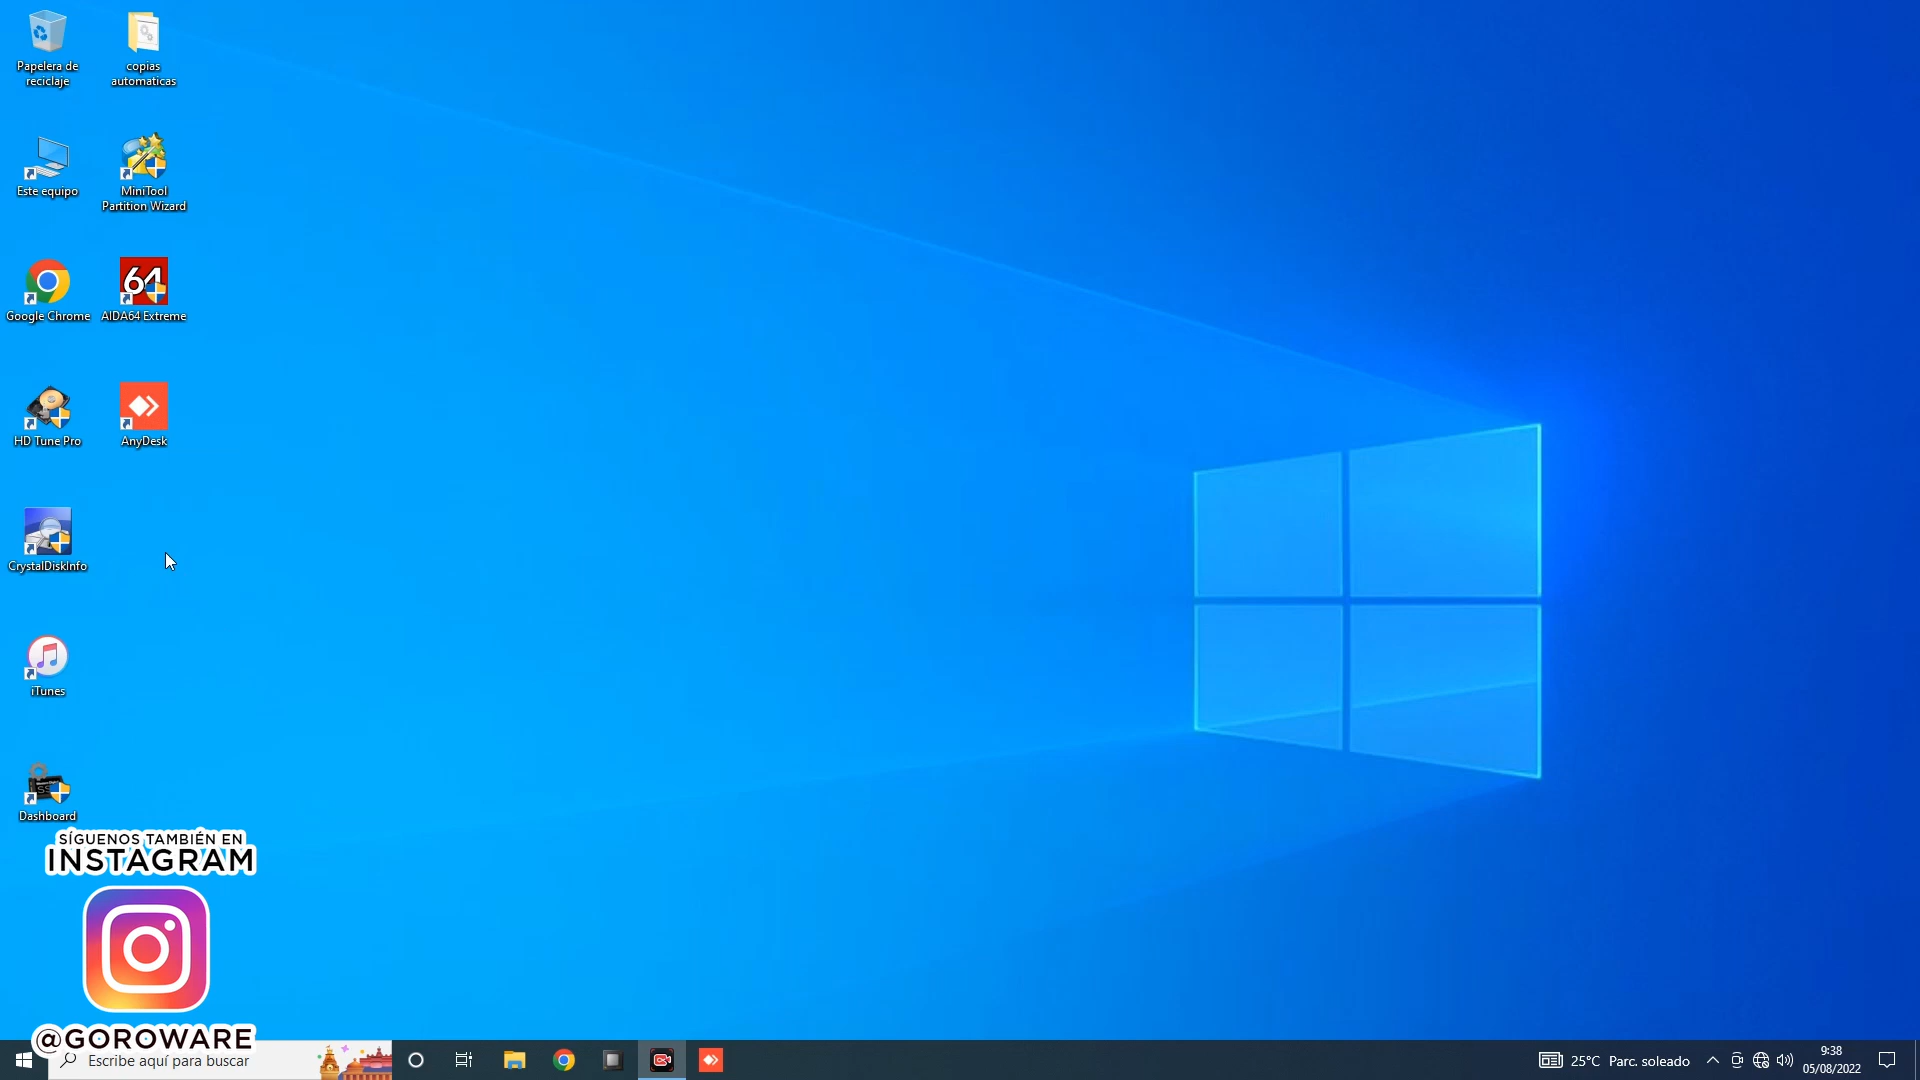 Papelera de
reciclaje
copias
automaticas
Este equipo
MiniTool
Partition Wizard
Google Chrome
64
AIDA64 Extreme
HD Tune Pro
AnyDesk
CrystalDiskInfo
iTunes
Dashboard
SÍGUENOS TAMBIÉN EN
INSTAGRAM
@GOROWARE
Escribe aquí para buscar
25°C Parc. soleado
9:38
05/08/2022